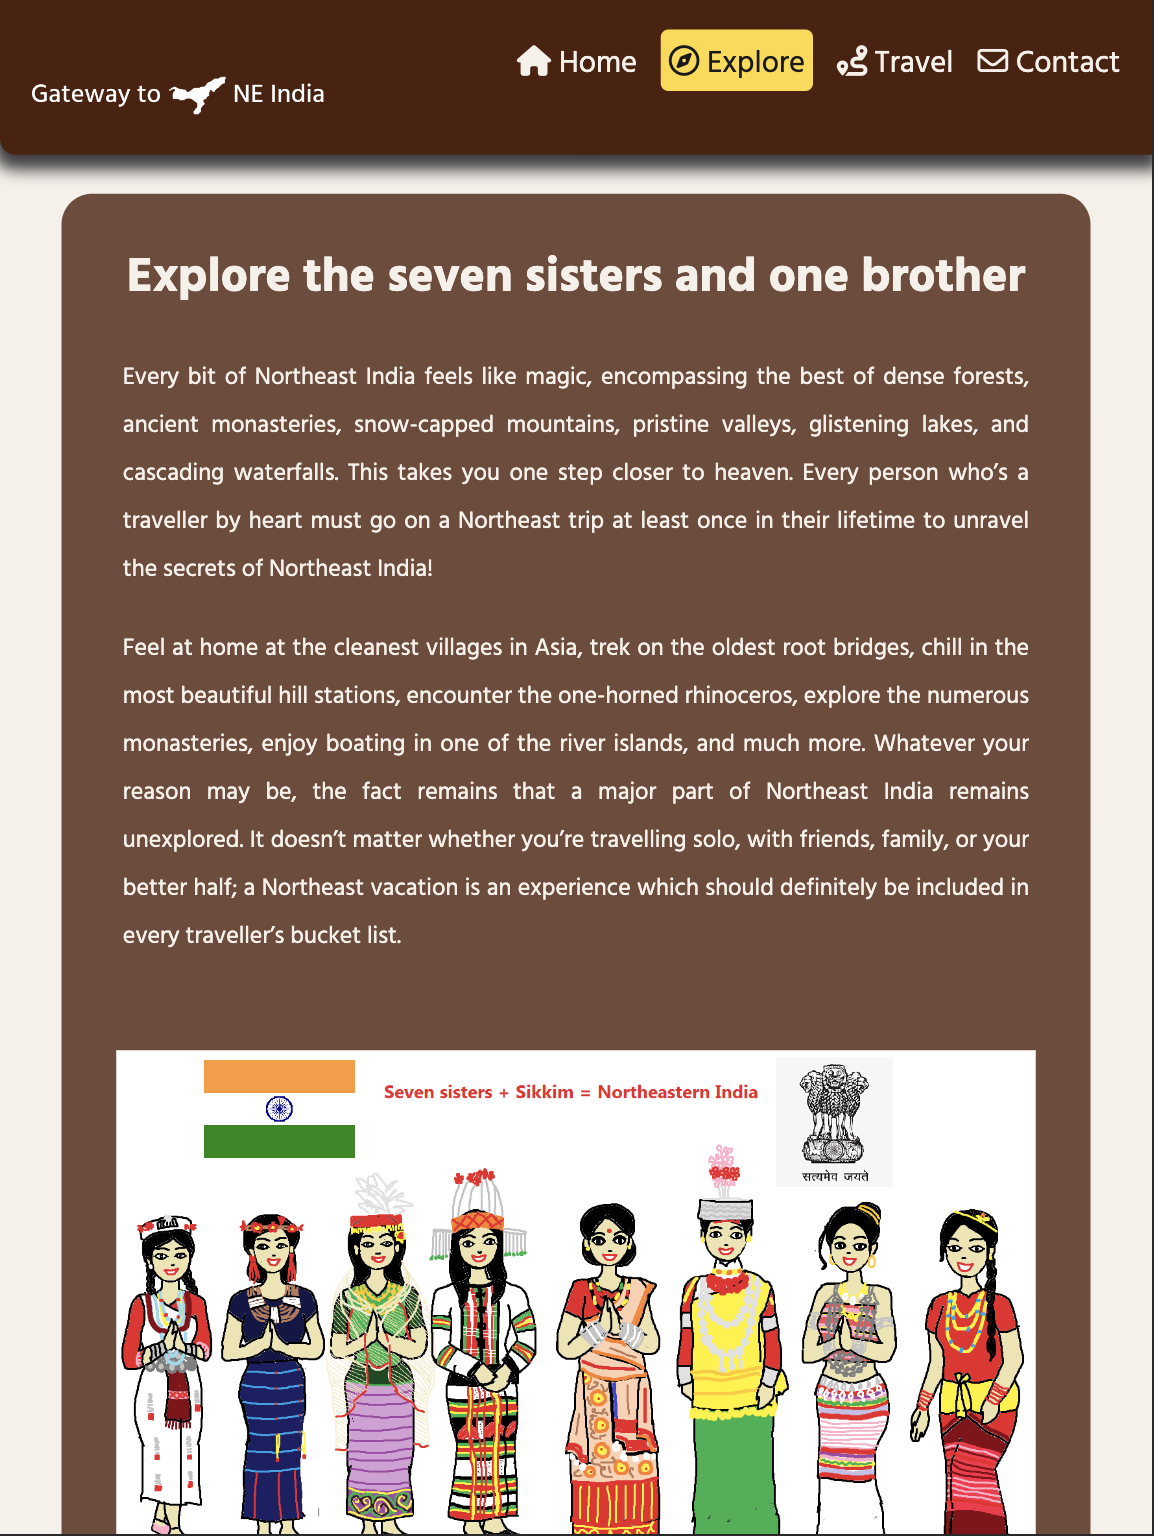 Gateway to NE India
Home
Explore
Travel
Contact
Explore the seven sisters and one brother
Every bit of Northeast India feels like magic, encompassing the best of dense forests,
ancient monasteries, snow-capped mountains, pristine valleys, glistening lakes, and
cascading waterfalls. This takes you one step closer to heaven. Every person who’s a
traveller by heart must go on a Northeast trip at least once in their lifetime to unravel
the secrets of Northeast India!
Feel at home at the cleanest villages in Asia, trek on the oldest root bridges, chill in the
most beautiful hill stations, encounter the one-horned rhinoceros, explore the numerous
monasteries, enjoy boating in one of the river islands, and much more. Whatever your
reason may be, the fact remains that a major part of Northeast India remains
unexplored. It doesn’t matter whether you’re travelling solo, with friends, family, or your
better half; a Northeast vacation is an experience which should definitely be included in
every traveller’s bucket list.
Seven sisters + Sikkim = Northeastern India
सत्यमेव जयते